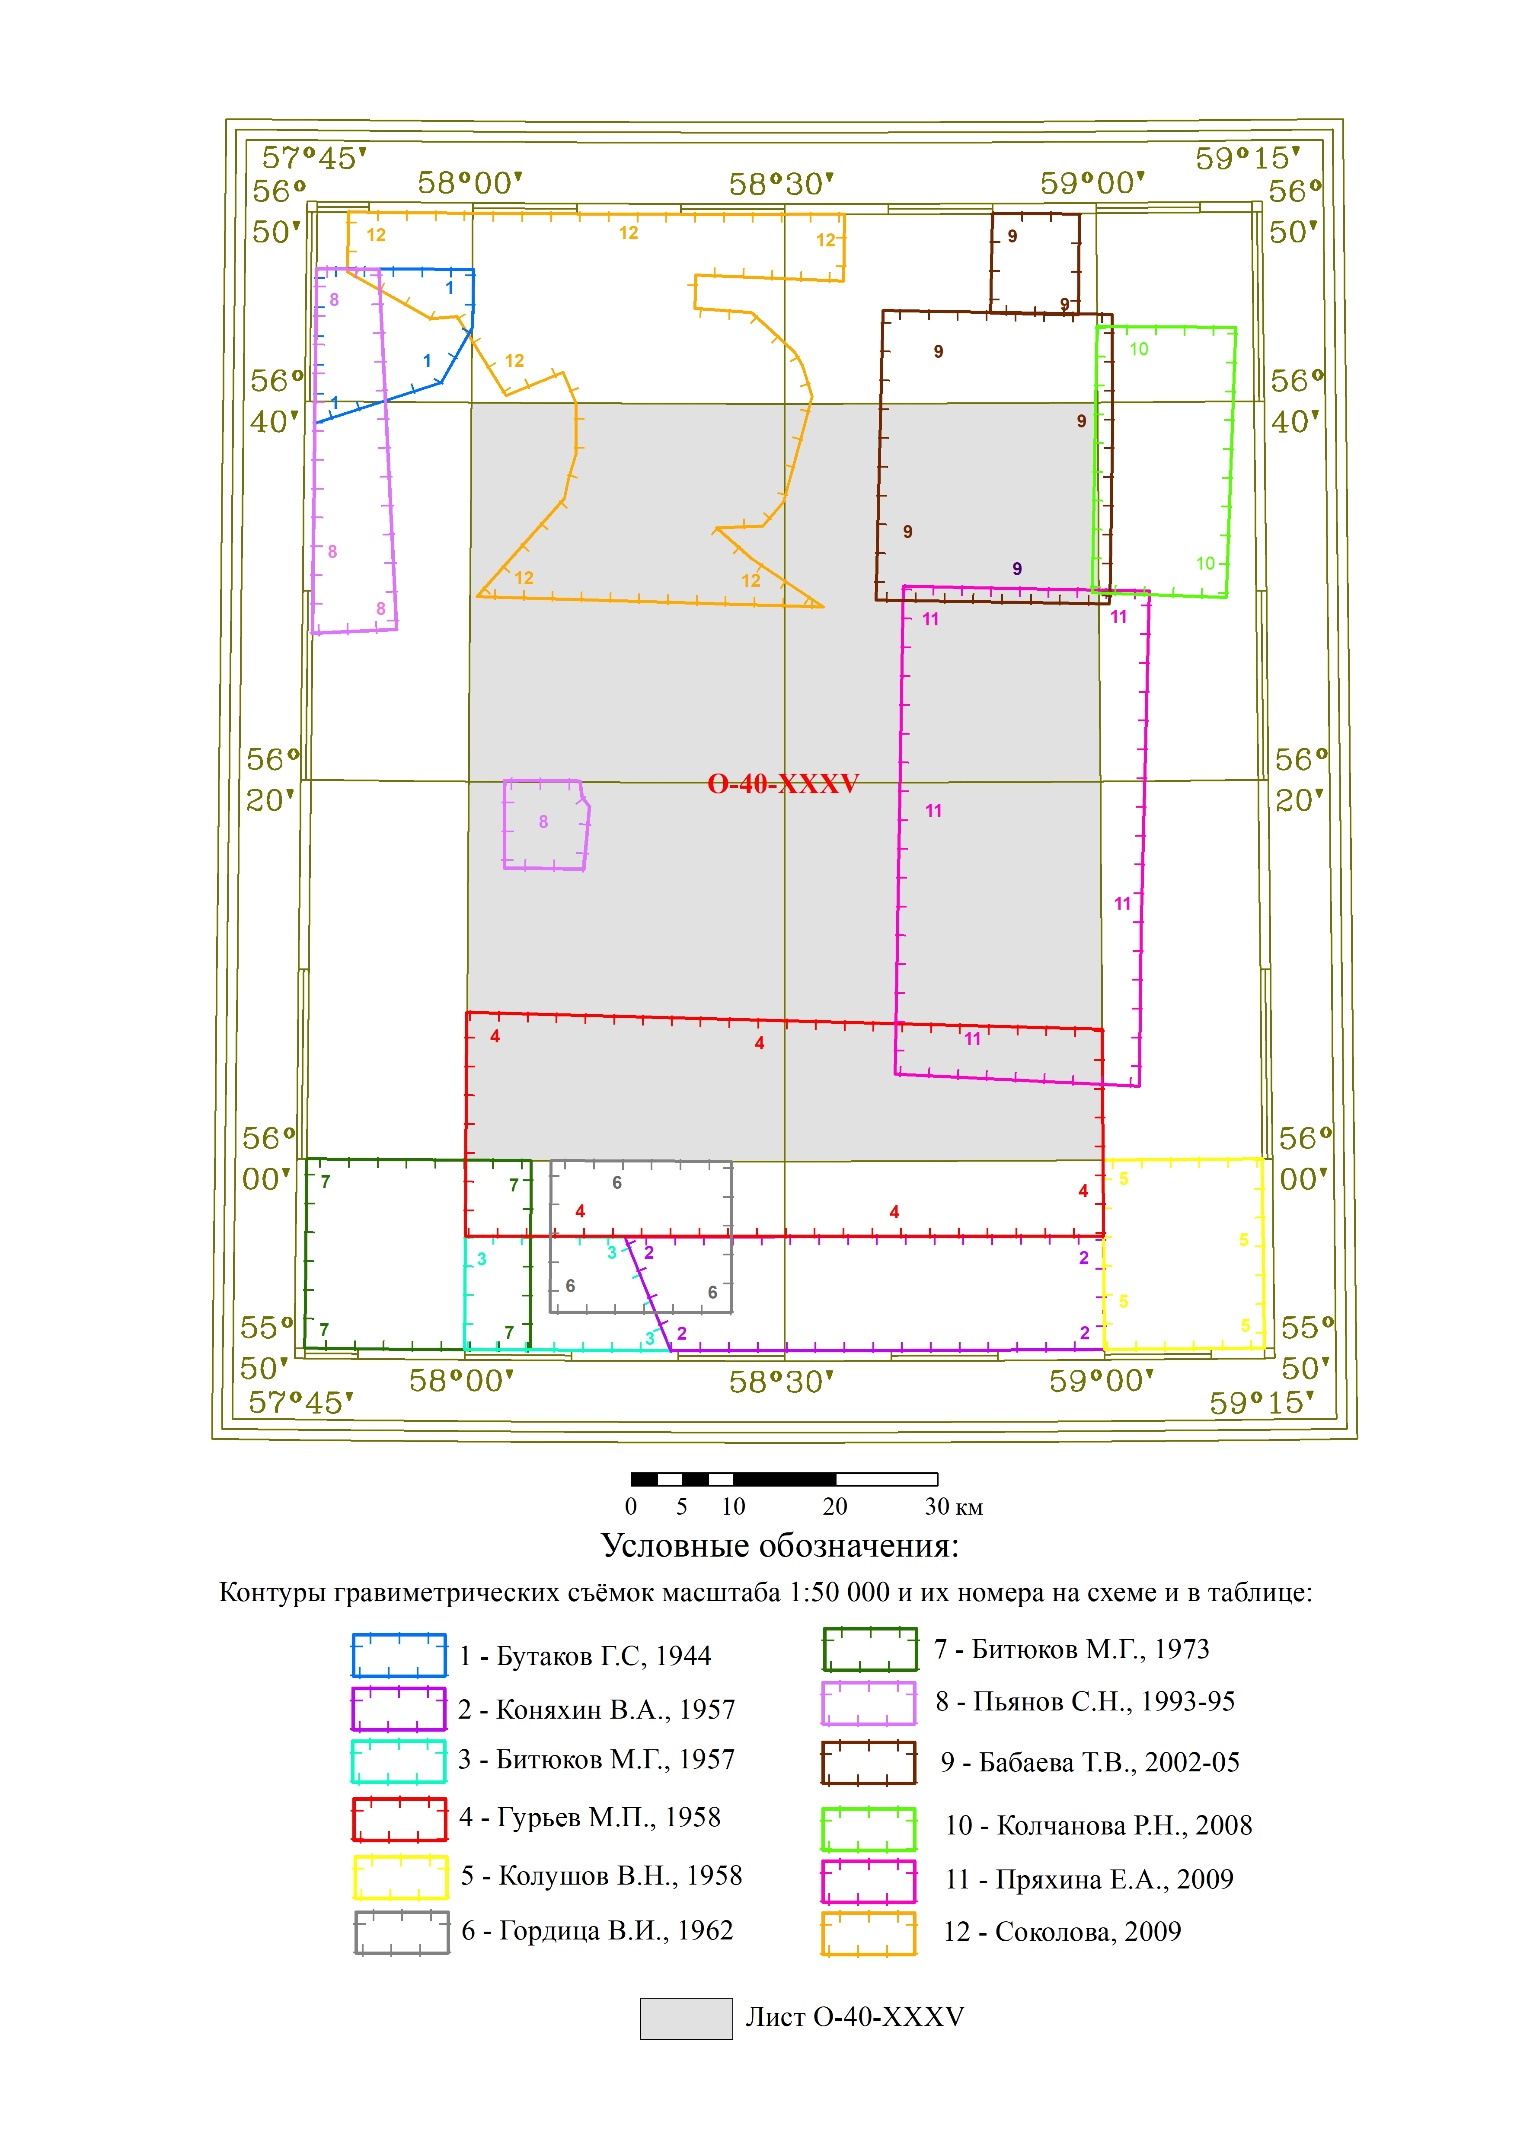 57°45' 59°15'
58°00' 58°30' 59°00'
56° 56°
50' 50'
12 12 12 9
1
8
9
9 10
12
1
56° 56°
40' 40'
1
9
9
8
9
12 12
8
11 11
56° 56°
20' 20'
О-40-XXXV
8
11
11
4 4 11
56° 56°
00' 00'
7 7 6 4 5
4 4
3 3 2 2 5
6 6 5
7 7 3 2 2 5
55° 55°
50' 50'
58°00' 58°30' 59°00'
57°45' 59°15'
0 5 10 20 30 км
Условные обозначения:
Контуры гравиметрических съёмок масштаба 1:50 000 и их номера на схеме и в таблице:
1 - Бутаков Г.С, 1944
2 - Коняхин В.А., 1957
3 - Битюков М.Г., 1957
4 - Гурьев М.П., 1958
5 - Колушов В.Н., 1958
6 - Гордица В.И., 1962
7 - Битюков М.Г., 1973
8 - Пьянов С.Н., 1993-95
9 - Бабаева Т.В., 2002-05
10 - Колчанова Р.Н., 2008
11 - Пряхина Е.А., 2009
12 - Соколова, 2009
Лист О-40-XXXV